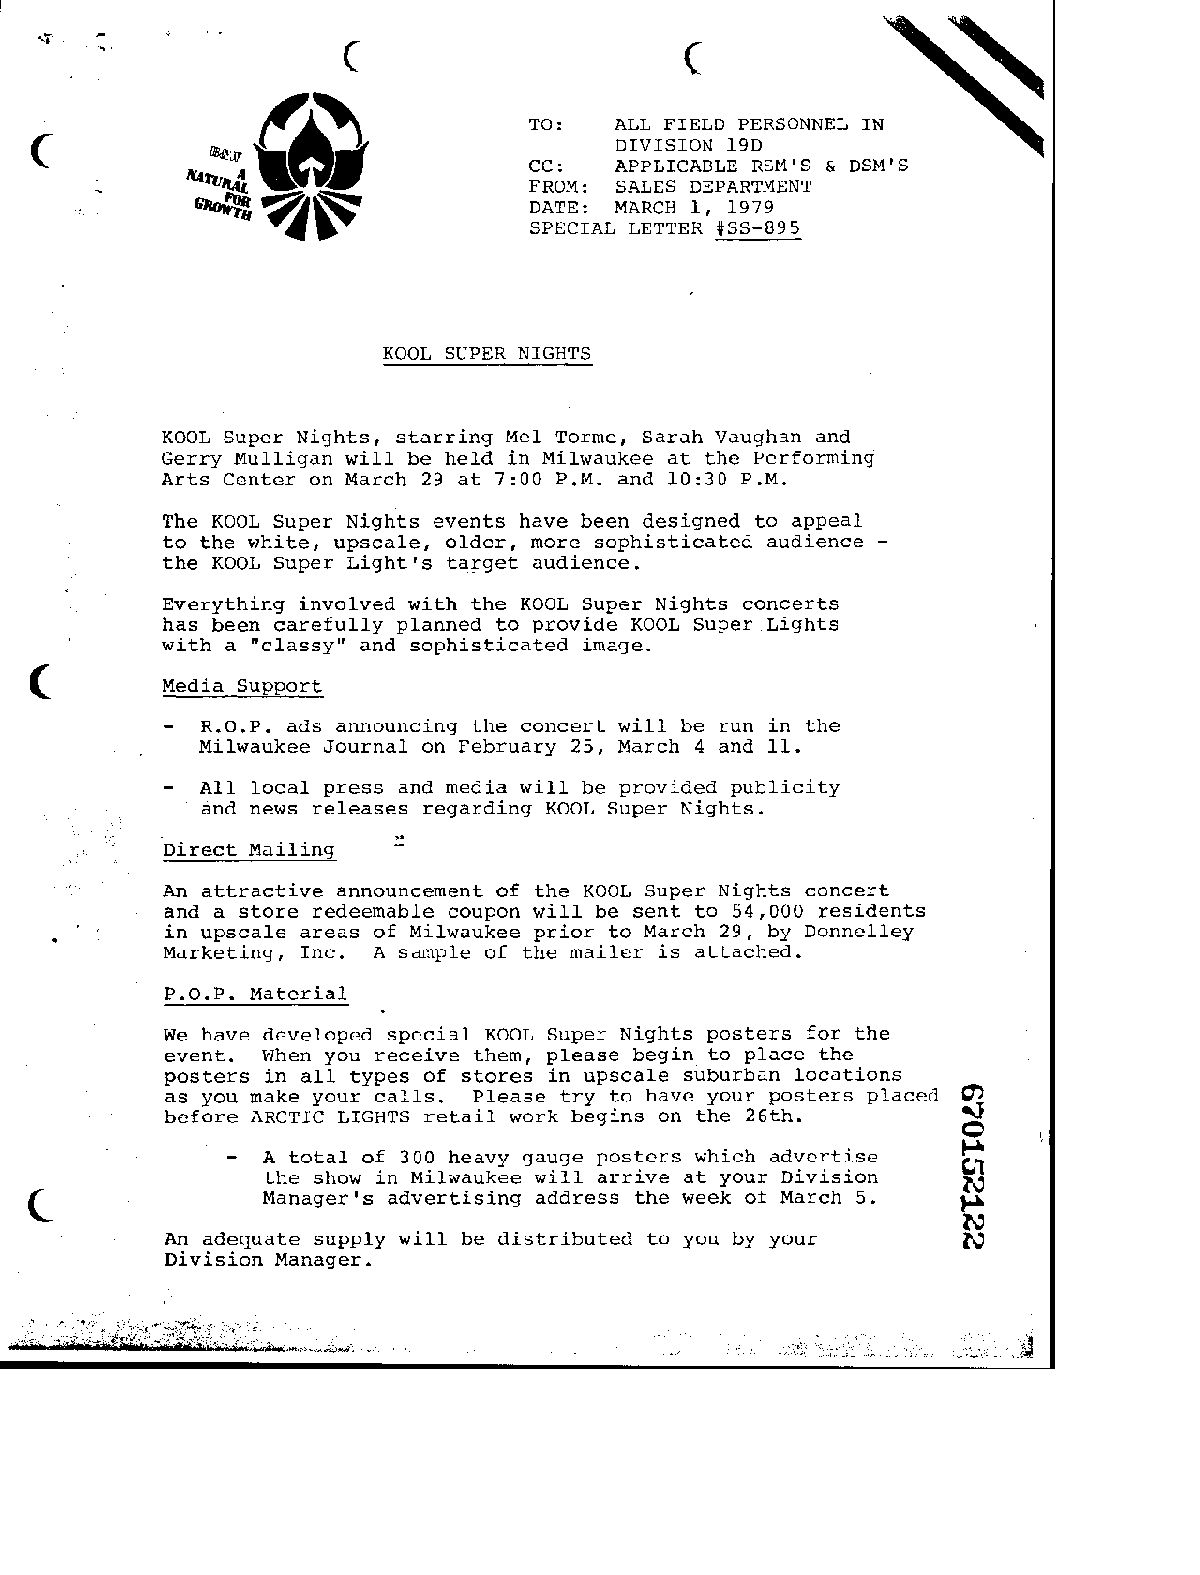 B&W
A
NATURAL
FOR
GROWTH
TO: ALL FIELD PERSONNEL IN
DIVISION 19D
CC: APPLICABLE RSM'S & DSM'S
FROM: SALES DEPARTMENT
DATE: MARCH 1, 1979
SPECIAL LETTER #SS-895
KOOL SUPER NIGHTS
KOOL Super Nights, starring Mel Torme, Sarah Vaughan and
Gerry Mulligan will be held in Milwaukee at the Performing
Arts Center on March 29 at 7:00 P.M. and 10:30 P.M.
The KOOL Super Nights events have been designed to appeal
to the white, upscale, older, more sophisticated audience -
the KOOL Super Light's target audience.
Everything involved with the KOOL Super Nights concerts
has been carefully planned to provide KOOL Super Lights
with a "classy" and sophisticated image.
Media Support
- R.O.P. ads announcing the concert will be run in the
Milwaukee Journal on February 25, March 4 and 11.
- All local press and media will be provided publicity
and news releases regarding KOOL Super Nights.
Direct Mailing
An attractive announcement of the KOOL Super Nights concert
and a store redeemable coupon will be sent to 54,000 residents
in upscale areas of Milwaukee prior to March 29, by Donnelley
Marketing, Inc. A sample of the mailer is attached.
P.O.P. Material
We have developed special KOOL Super Nights posters for the
event. When you receive them, please begin to place the
posters in all types of stores in upscale suburban locations
as you make your calls. Please try to have your posters placed
before ARCTIC LIGHTS retail work begins on the 26th.
- A total of 300 heavy gauge posters which advertise
the show in Milwaukee will arrive at your Division
Manager's advertising address the week of March 5.
An adequate supply will be distributed to you by your
Division Manager.
670152122